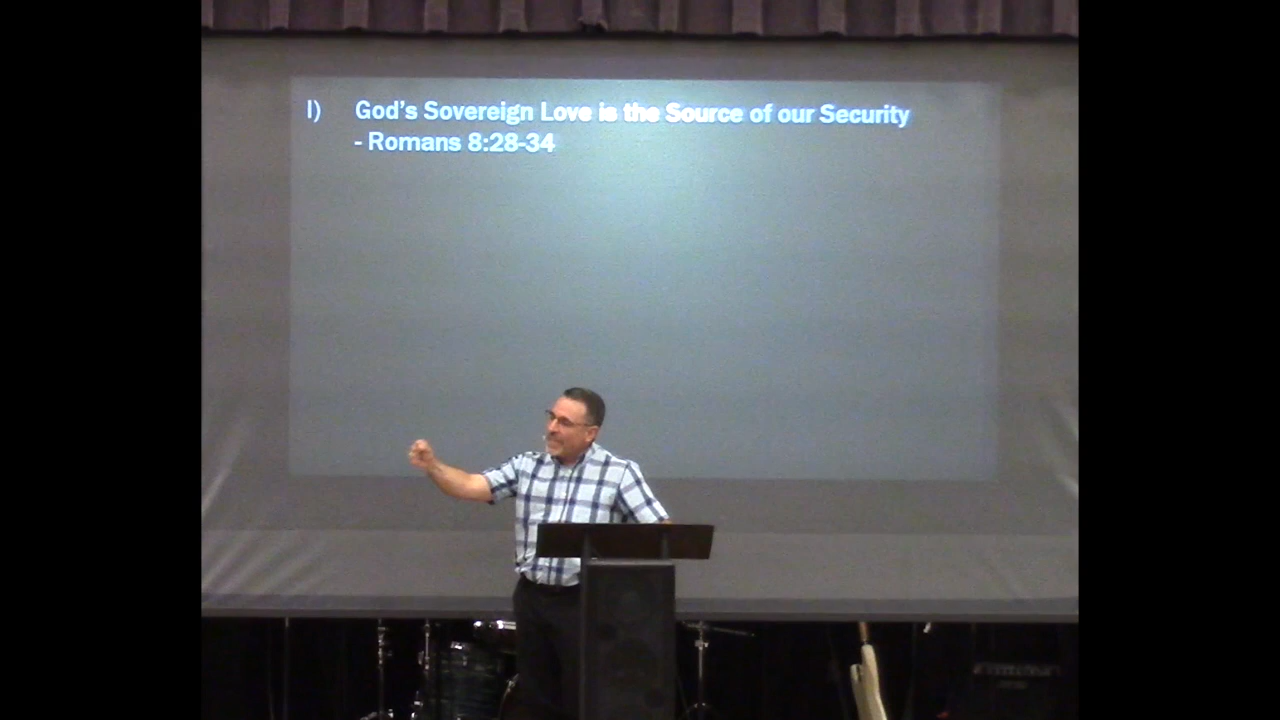 I) God's Sovereign Love is the Source of our Security
- Romans 8:28-34